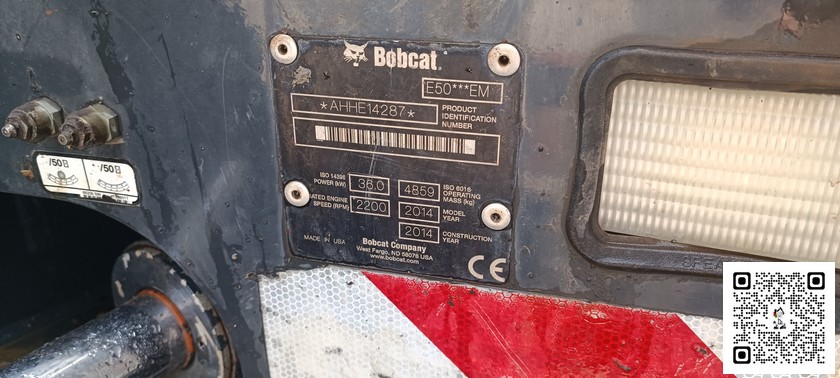 Bobcat.
E50***EM
*AHHE14287*
PRODUCT
IDENTIFICATION
NUMBER
ISO 14396
POWER (kW)
36.0
4859
ISO 6016
OPERATING
MASS (kg)
RATED ENGINE
SPEED (RPM)
2200
2014
MODEL
YEAR
2014
CONSTRUCTION
YEAR
MADE IN USA
Bobcat Company
West Fargo, ND 58078 USA
www.bobcat.com
CE
/50
/50